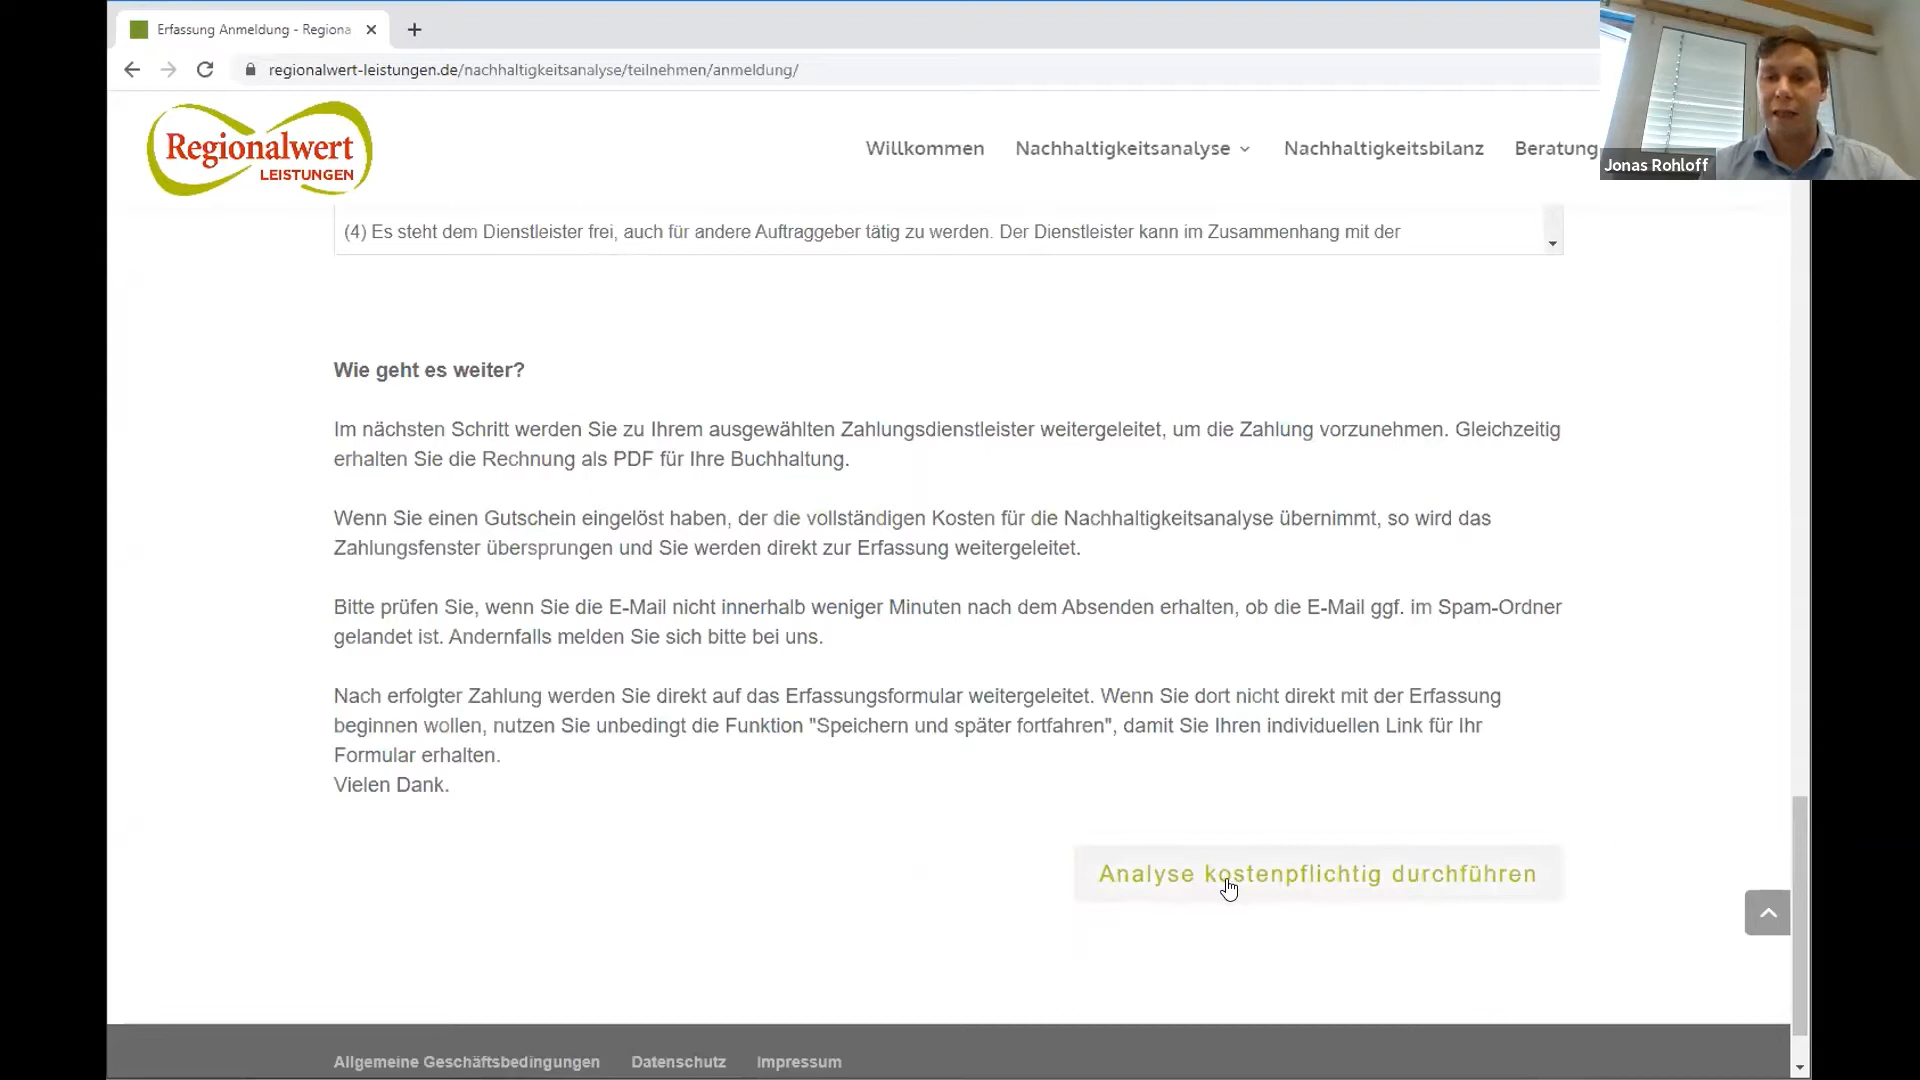 Erfassung Anmeldung - Regiona
regionalwert-leistungen.de/nachhaltigkeitsanalyse/teilnehmen/anmeldung/
Regionalwert
LEISTUNGEN
Willkommen Nachhaltigkeitsanalyse Nachhaltigkeitsbilanz Beratung
Jonas Rohloff
(4) Es steht dem Dienstleister frei, auch für andere Auftraggeber tätig zu werden. Der Dienstleister kann im Zusammenhang mit der
Wie geht es weiter?
Im nächsten Schritt werden Sie zu Ihrem ausgewählten Zahlungsdienstleister weitergeleitet, um die Zahlung vorzunehmen. Gleichzeitig
erhalten Sie die Rechnung als PDF für Ihre Buchhaltung.
Wenn Sie einen Gutschein eingelöst haben, der die vollständigen Kosten für die Nachhaltigkeitsanalyse übernimmt, so wird das
Zahlungsfenster übersprungen und Sie werden direkt zur Erfassung weitergeleitet.
Bitte prüfen Sie, wenn Sie die E-Mail nicht innerhalb weniger Minuten nach dem Absenden erhalten, ob die E-Mail ggf. im Spam-Ordner
gelandet ist. Andernfalls melden Sie sich bitte bei uns.
Nach erfolgter Zahlung werden Sie direkt auf das Erfassungsformular weitergeleitet. Wenn Sie dort nicht direkt mit der Erfassung
beginnen wollen, nutzen Sie unbedingt die Funktion "Speichern und später fortfahren", damit Sie Ihren individuellen Link für Ihr
Formular erhalten.
Vielen Dank.
Analyse kostenpflichtig durchführen
Allgemeine Geschäftsbedingungen Datenschutz Impressum